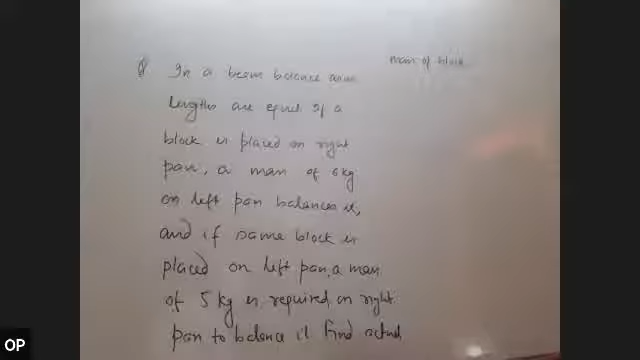 Q In a beam balance arm
lengths are equal if a
block is placed on right
pan, a mass of 6kg
on left pan balances it,
and if same block is
placed on left pan, a mass
of 5 kg is required on right
pan to balance it find actual
mass of block
OP